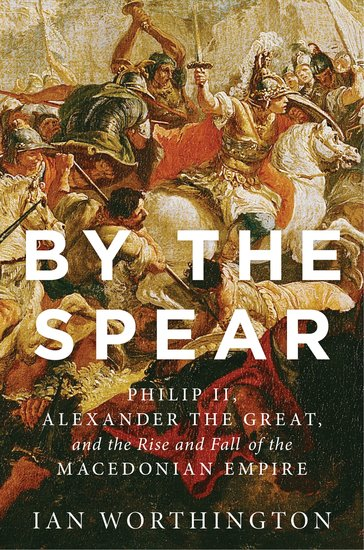 BY THE
SPEAR
PHILIP II,
ALEXANDER THE GREAT,
and the Rise and Fall of the
MACEDONIAN EMPIRE
IAN WORTHINGTON